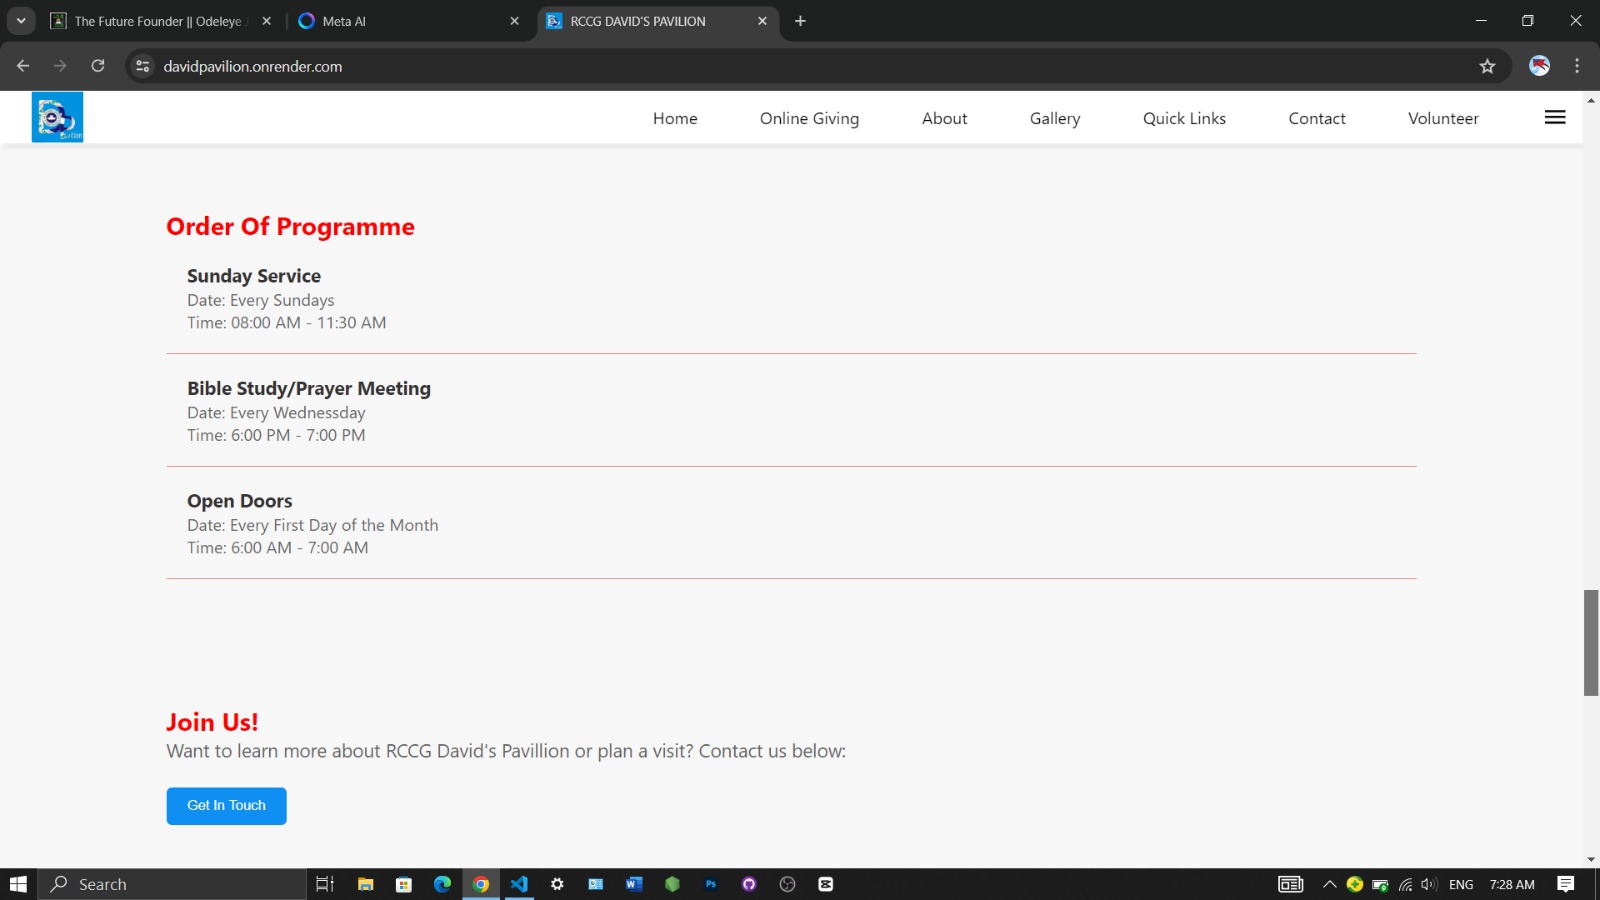 The Future Founder || Odeleye
Meta AI
RCCG DAVID'S PAVILION
davidpavilion.onrender.com
Home
Online Giving
About
Gallery
Quick Links
Contact
Volunteer
Order Of Programme
Sunday Service
Date: Every Sundays
Time: 08:00 AM - 11:30 AM
Bible Study/Prayer Meeting
Date: Every Wednessday
Time: 6:00 PM - 7:00 PM
Open Doors
Date: Every First Day of the Month
Time: 6:00 AM - 7:00 AM
Join Us!
Want to learn more about RCCG David's Pavillion or plan a visit? Contact us below:
Get In Touch
Search
Ps
ENG
7:28 AM